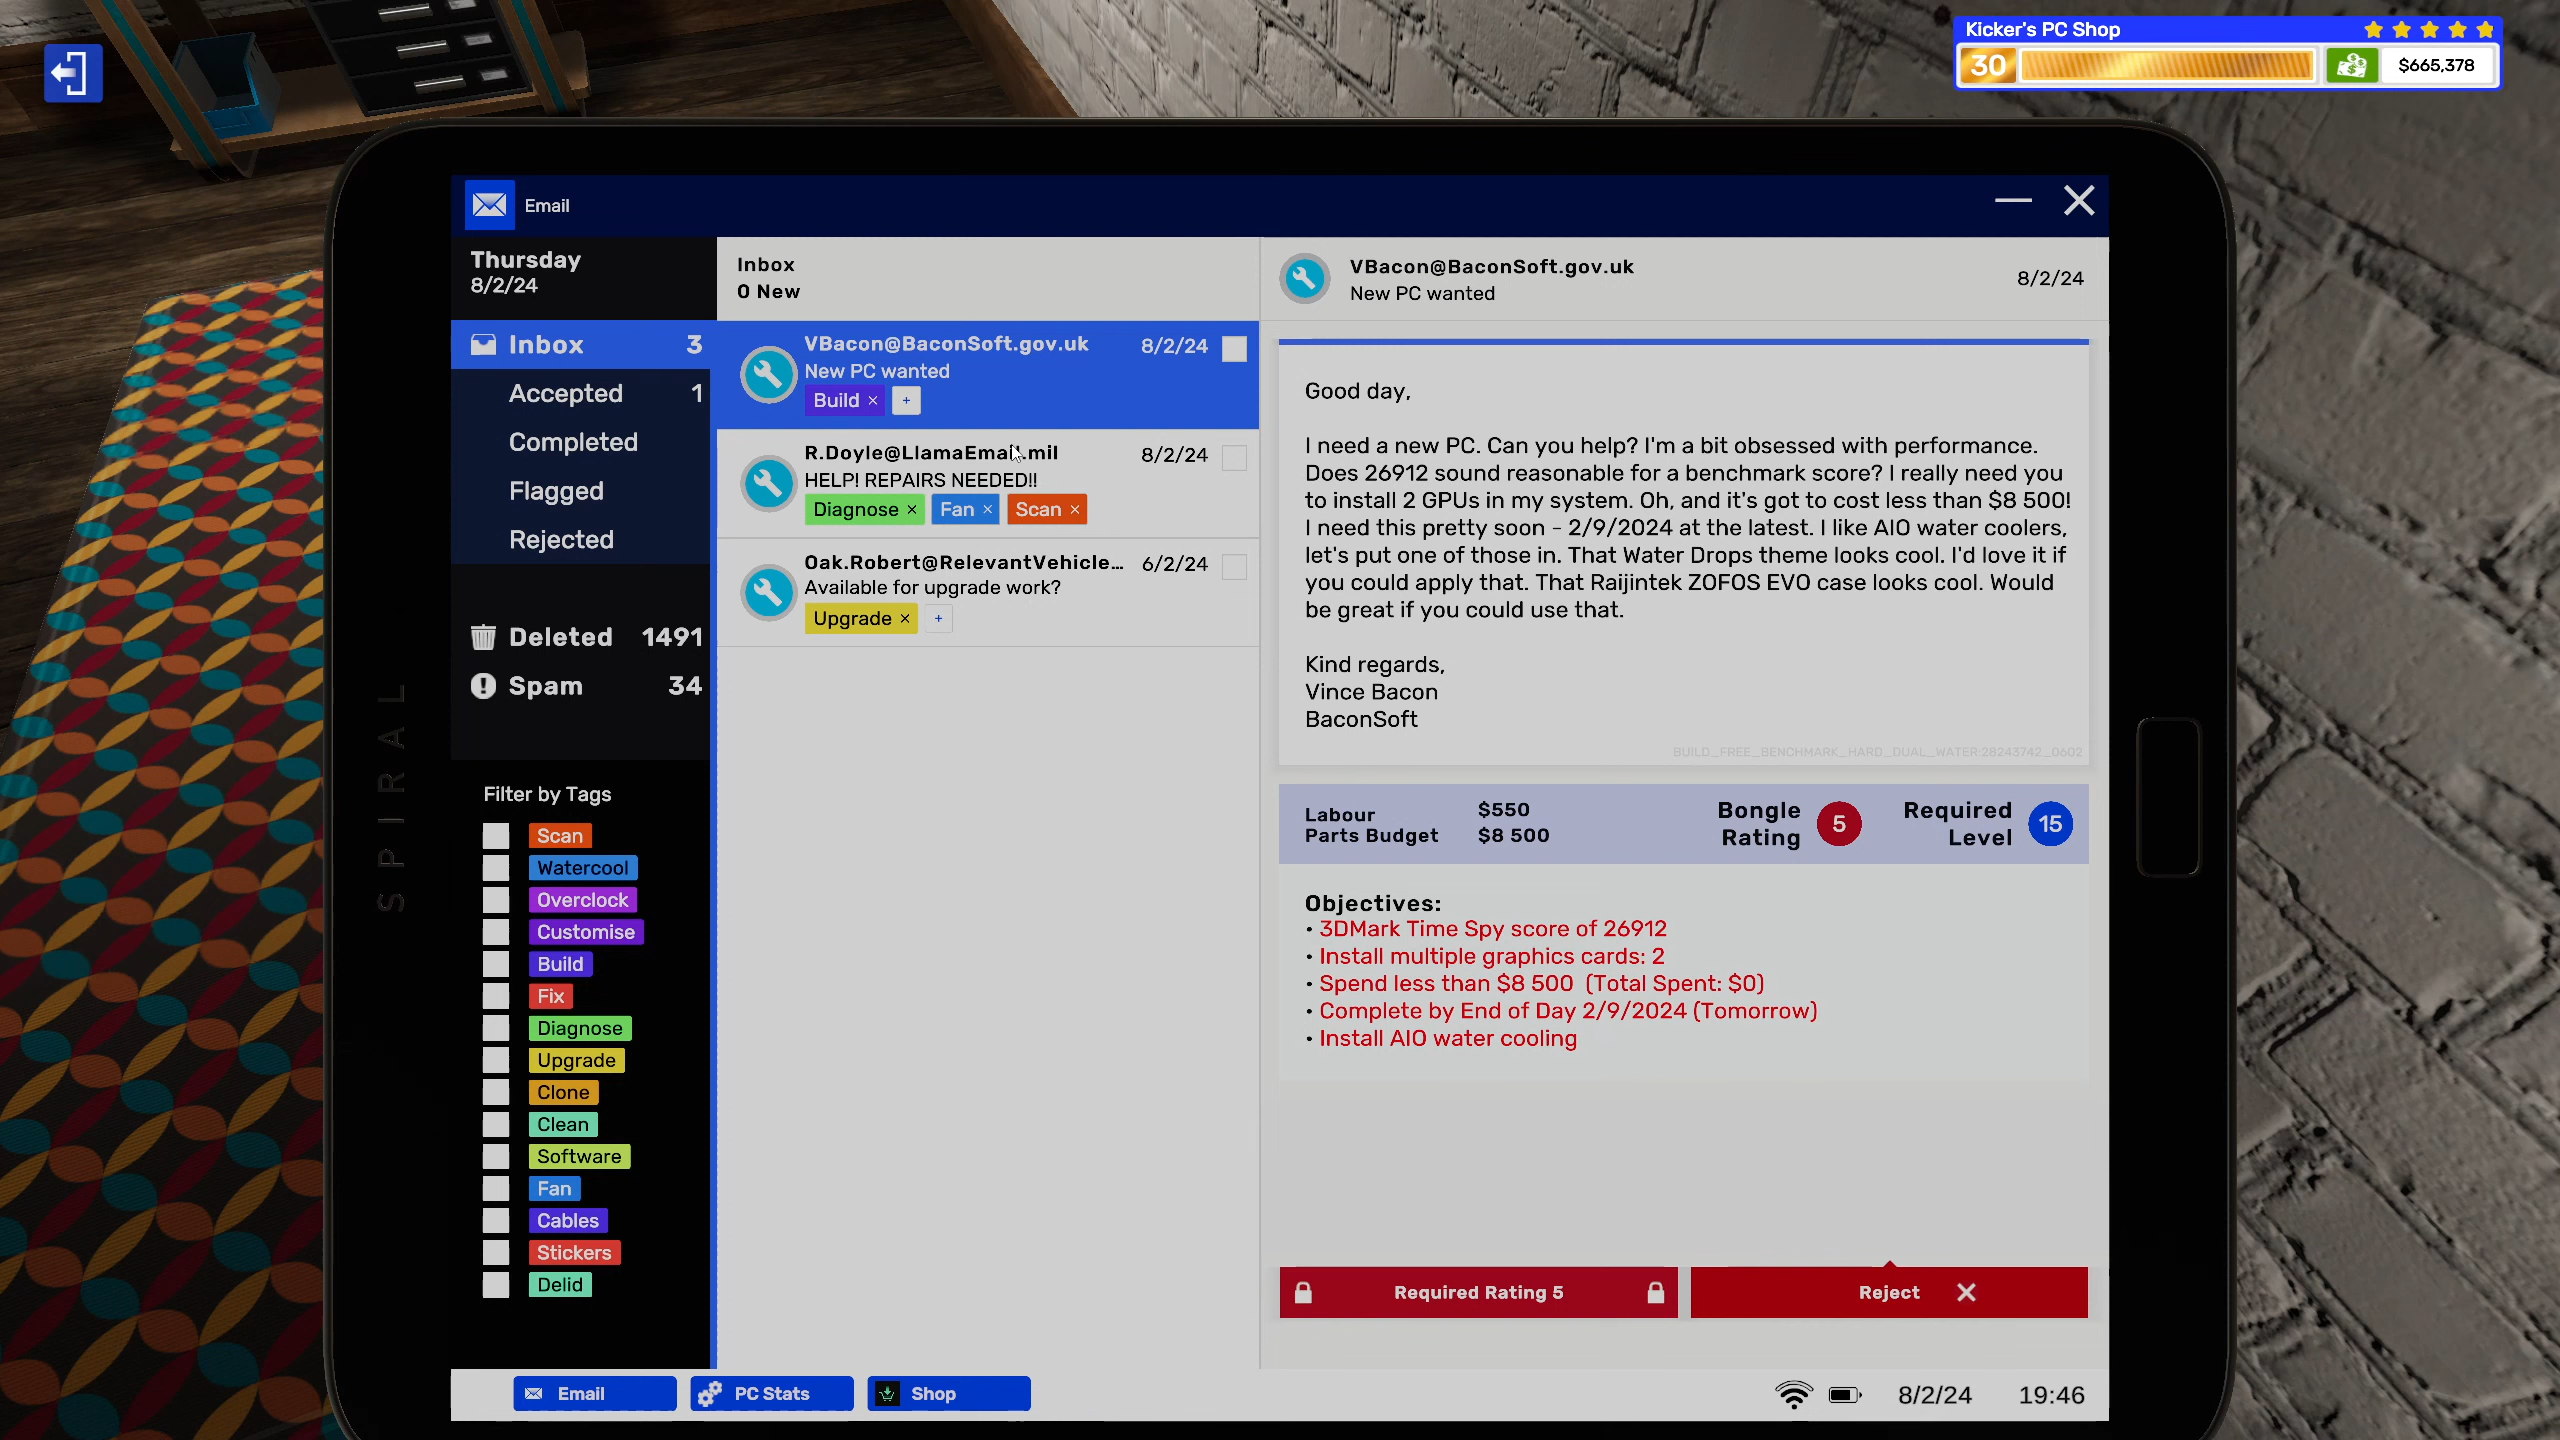 Kicker's PC Shop
30
$665,378
Email
Thursday
8/2/24
Inbox 3
Accepted 1
Completed
Flagged
Rejected
Deleted 1491
Spam 34
Filter by Tags
Scan
Watercool
Overclock
Customise
Build
Fix
Diagnose
Upgrade
Clone
Clean
Software
Fan
Cables
Stickers
Delid
Inbox
0 New
VBacon@BaconSoft.gov.uk 8/2/24
New PC wanted
Build × +
R.Doyle@LlamaEmail.mil 8/2/24
HELP! REPAIRS NEEDED!!
Diagnose × Fan × Scan ×
Oak.Robert@RelevantVehicle... 6/2/24
Available for upgrade work?
Upgrade × +
VBacon@BaconSoft.gov.uk
New PC wanted
8/2/24
Good day,
I need a new PC. Can you help? I'm a bit obsessed with performance.
Does 26912 sound reasonable for a benchmark score? I really need you
to install 2 GPUs in my system. Oh, and it's got to cost less than $8 500!
I need this pretty soon - 2/9/2024 at the latest. I like AIO water coolers,
let's put one of those in. That Water Drops theme looks cool. I'd love it if
you could apply that. That Raijintek ZOFOS EVO case looks cool. Would
be great if you could use that.
Kind regards,
Vince Bacon
BaconSoft
BUILD_FREE_BENCHMARK_HARD_DUAL_WATER-28243742_0602
Labour $550
Parts Budget $8 500
Bongle
Rating 5
Required
Level 15
Objectives:
• 3DMark Time Spy score of 26912
• Install multiple graphics cards: 2
• Spend less than $8 500 (Total Spent: $0)
• Complete by End of Day 2/9/2024 (Tomorrow)
• Install AIO water cooling
Required Rating 5
Reject
Email
PC Stats
Shop
8/2/24 19:46
SPIRAL